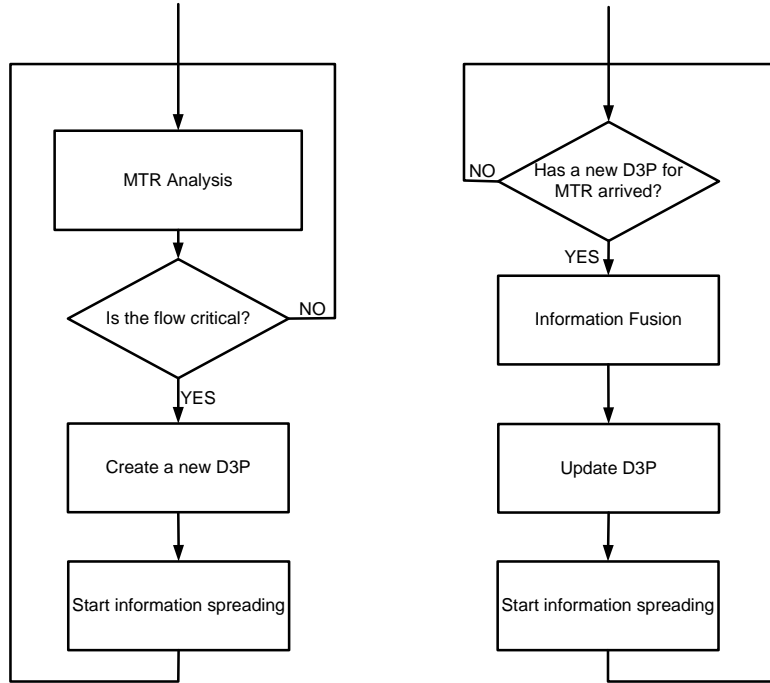 MTR Analysis
Is the flow critical?
NO
YES
Create a new D3P
Start information spreading
Has a new D3P for
MTR arrived?
NO
YES
Information Fusion
Update D3P
Start information spreading